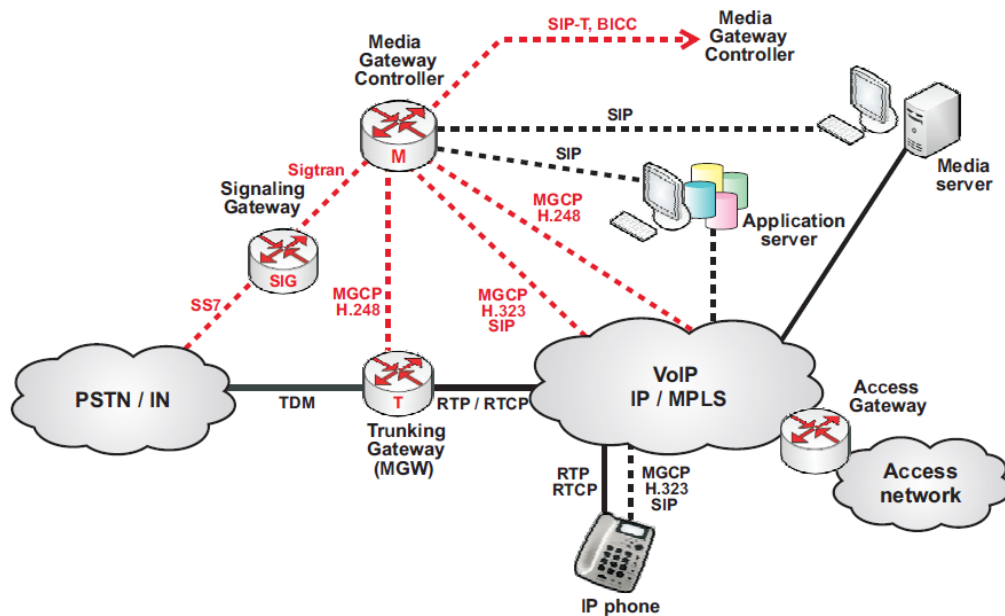 SIP-T, BICC
Media
Gateway
Controller
Media
Gateway
Controller
SIP
M
SIP
Sigtran
Media
server
Signaling
Gateway
MGCP
H.248
Application
server
SIG
SS7
MGCP
H.248
MGCP
H.323
SIP
PSTN / IN
TDM
T
RTP / RTCP
VoIP
IP / MPLS
Access
Gateway
Trunking
Gateway
(MGW)
RTP
RTCP
MGCP
H.323
SIP
Access
network
IP phone